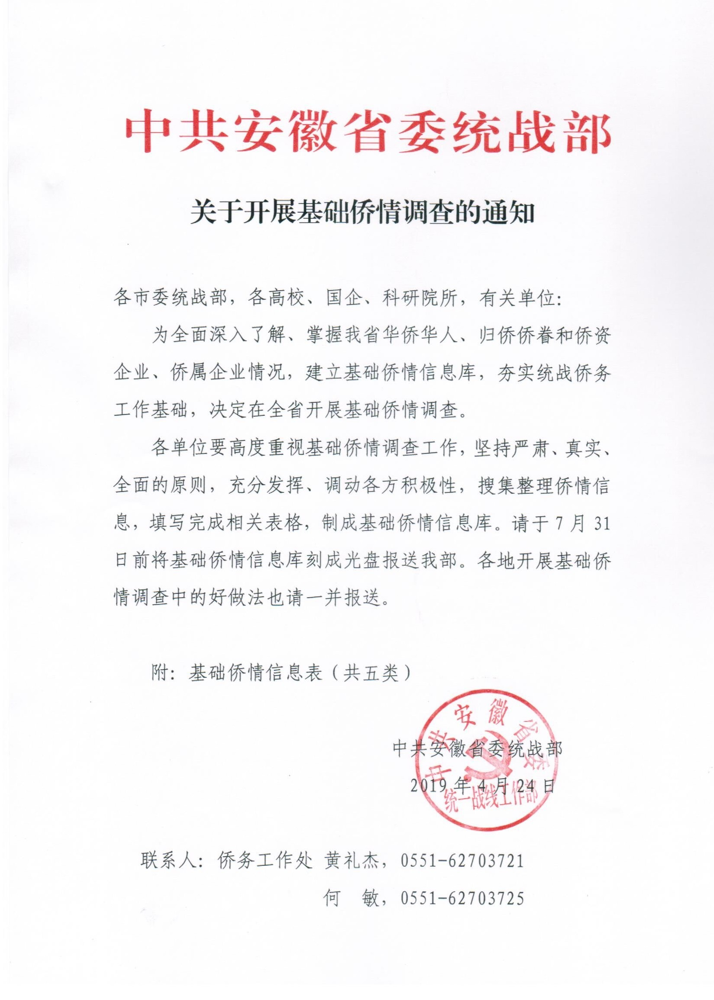 中共安徽省委统战部
关于开展基础侨情调查的通知
各市委统战部，各高校、国企、科研院所，有关单位：
为全面深入了解、掌握我省华侨华人、归侨侨眷和侨资
企业、侨属企业情况，建立基础侨情信息库，夯实统战侨务
工作基础，决定在全省开展基础侨情调查。
各单位要高度重视基础侨情调查工作，坚持严肃、真实、
全面的原则，充分发挥、调动各方积极性，搜集整理侨情信
息，填写完成相关表格，制成基础侨情信息库。请于7月31
日前将基础侨情信息库刻成光盘报送我部。各地开展基础侨
情调查中的好做法也请一并报送。
附：基础侨情信息表（共五类）
中共安徽省委统战部
2019年4月24日
中共安徽省委
统一战线工作部
联系人：侨务工作处 黄礼杰，0551-62703721
何　敏，0551-62703725